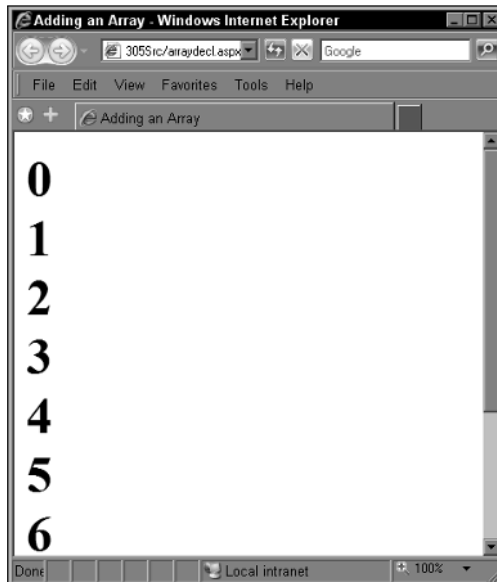 Adding an Array - Windows Internet Explorer
305Src/arraydecl.aspx
Google
File Edit View Favorites Tools Help
Adding an Array
0
1
2
3
4
5
6
Done
Local intranet
100%